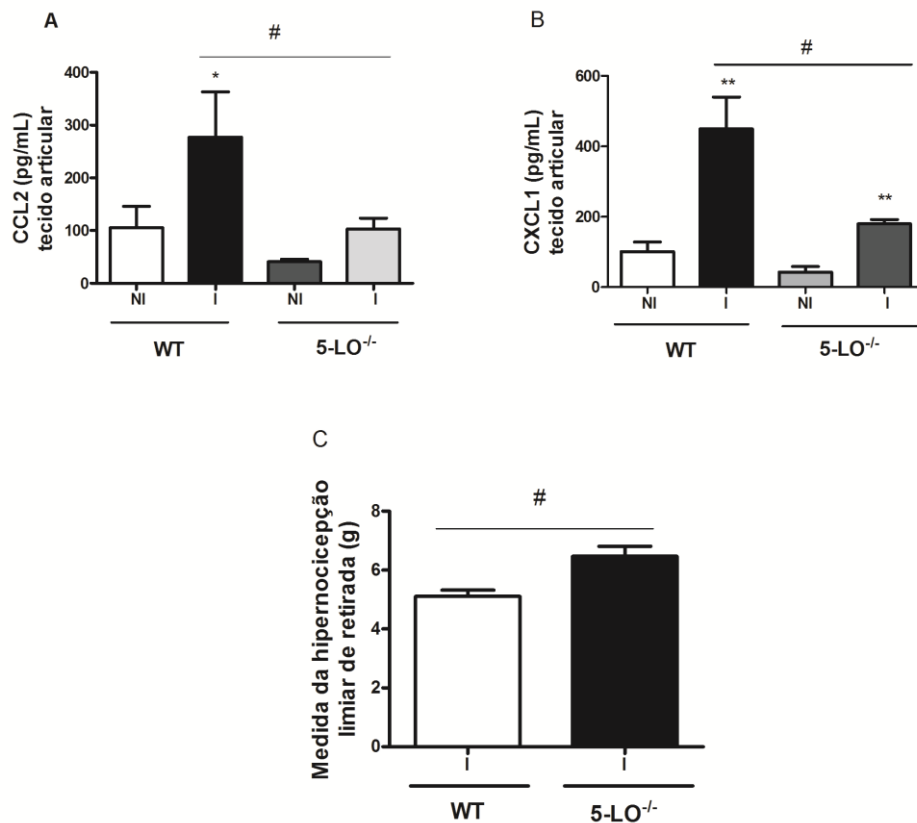 A
#
CCL2 (pg/mL)
tecido articular
400
300
200
100
0
*
NI
I
NI
I
WT
5-LO-/-
B
#
CXCL1 (pg/mL)
tecido articular
600
400
200
0
**
**
NI
I
NI
I
WT
5-LO-/-
C
#
Medida da hipernocicepção
limiar de retirada (g)
8
6
4
2
0
I
I
WT
5-LO-/-